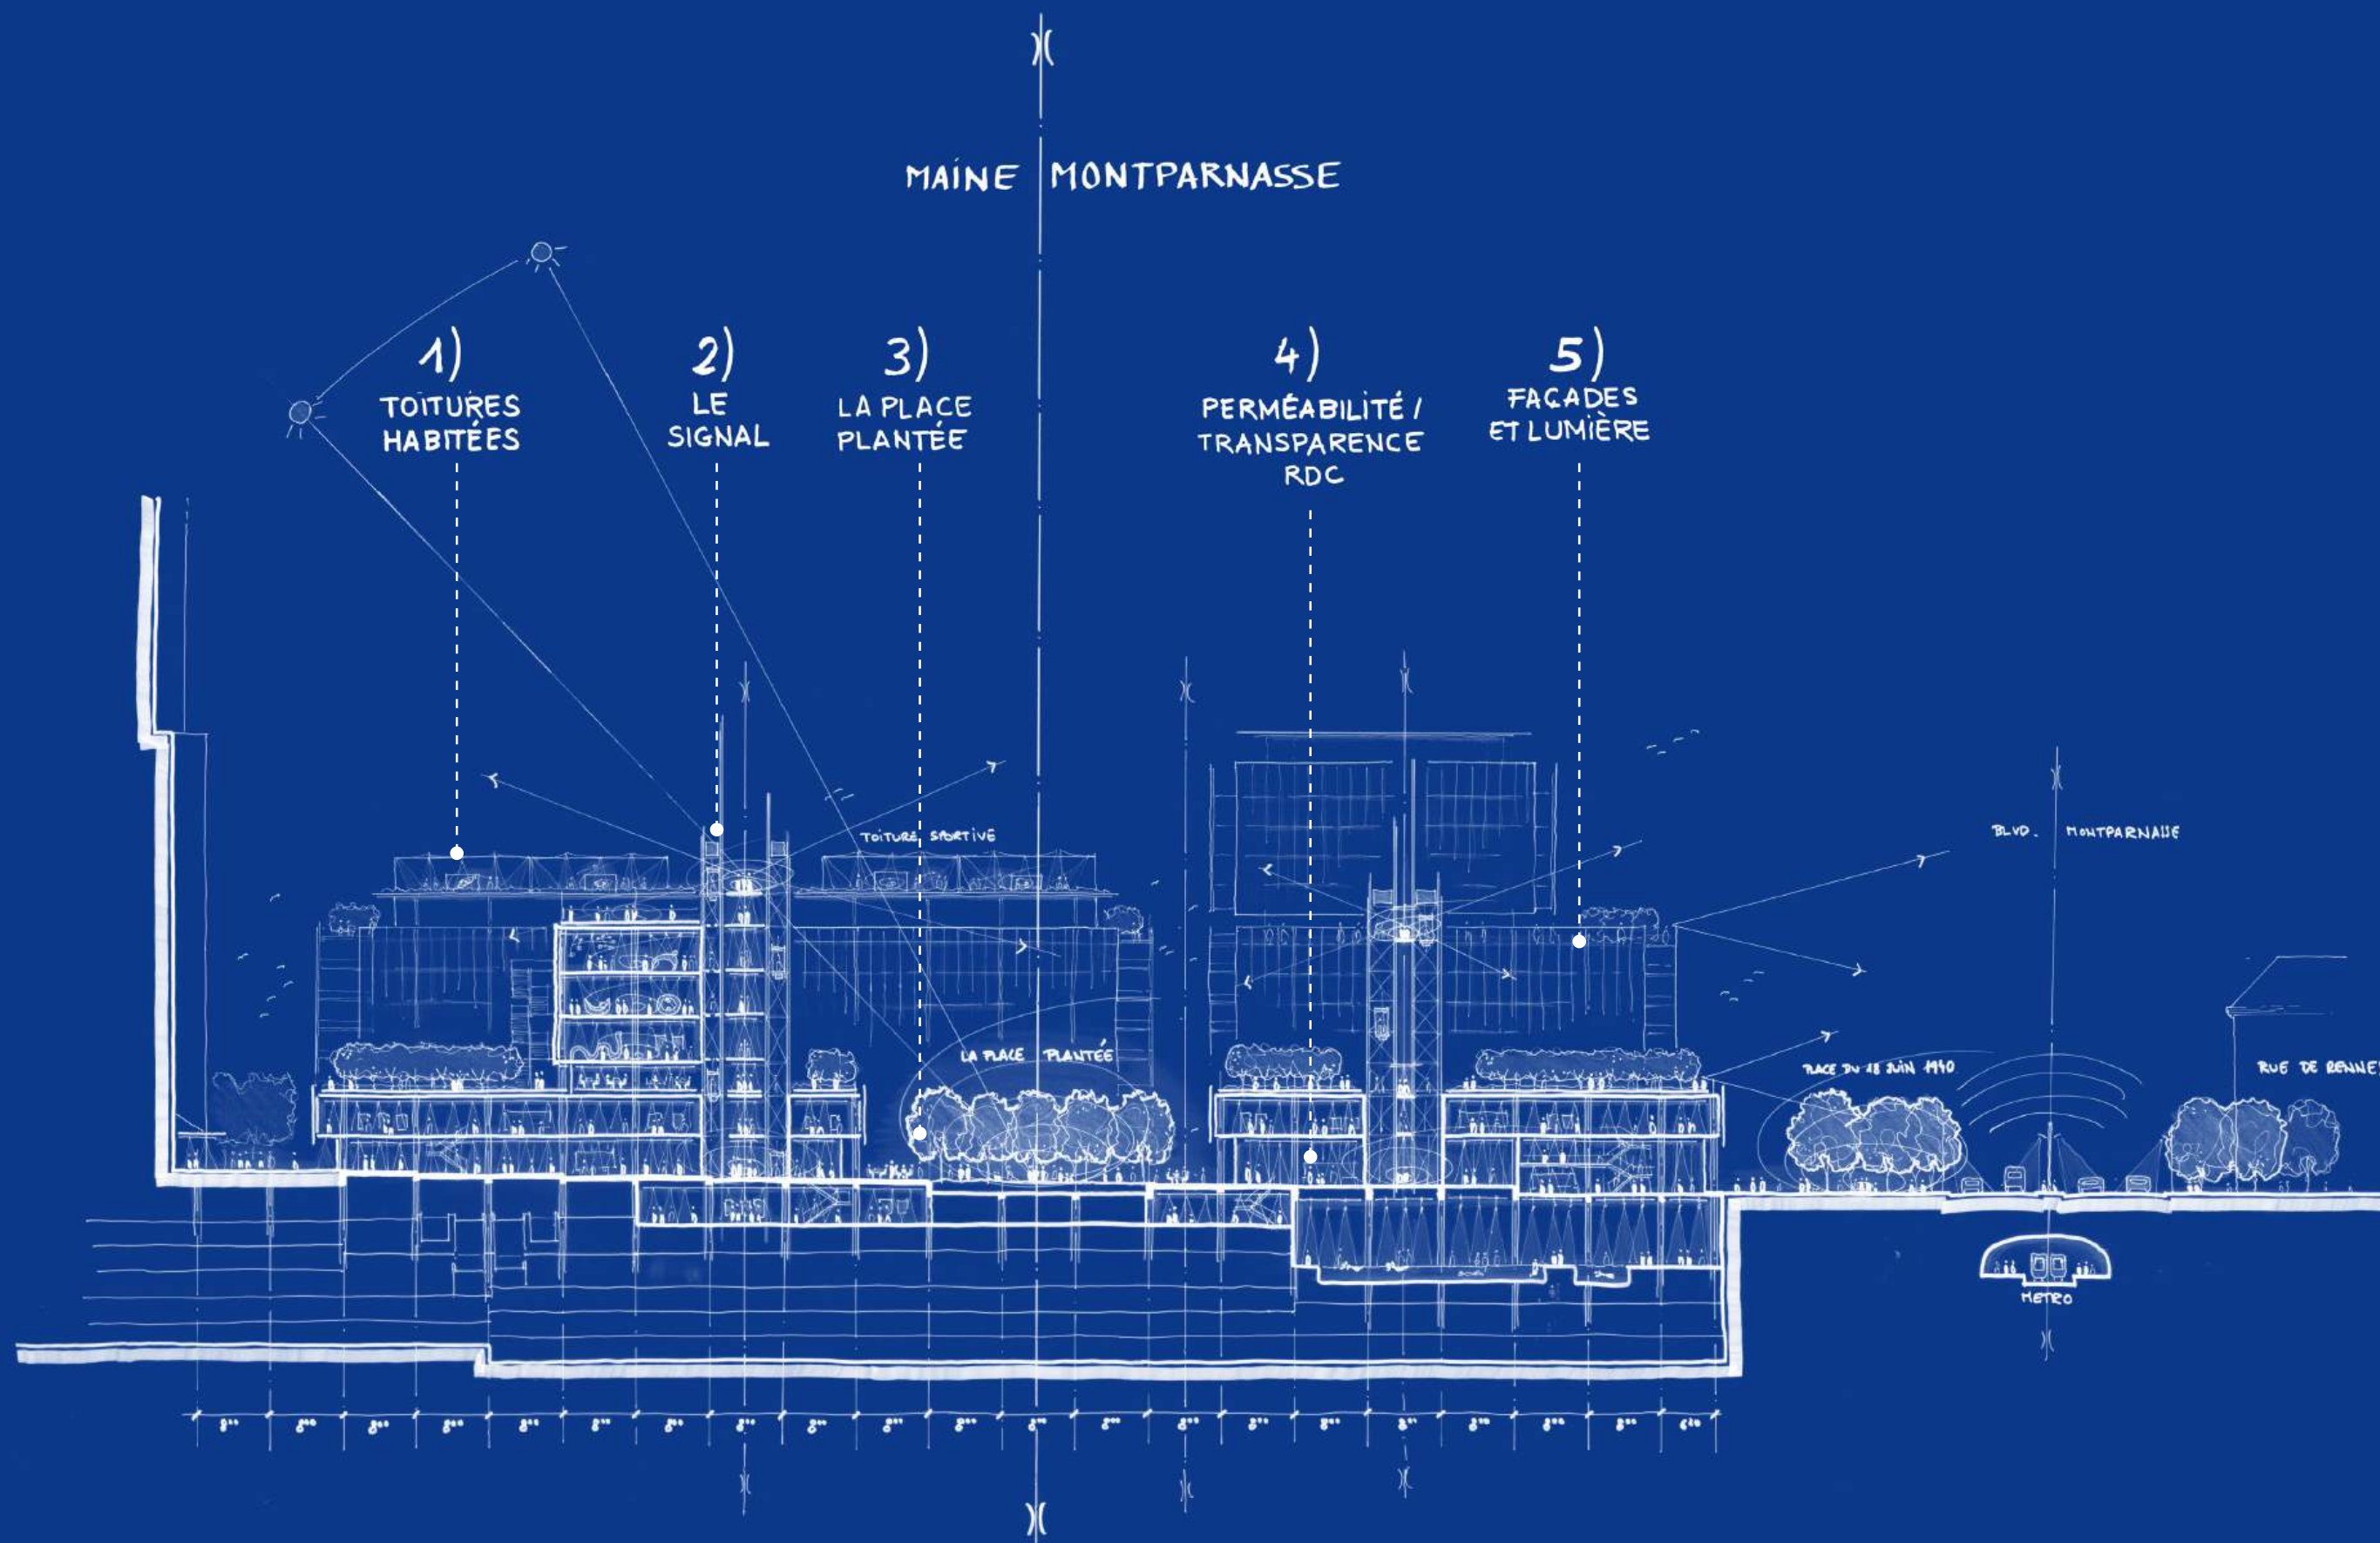 MAINE MONTPARNASSE
1)
TOITURES
HABITÉES
2)
LE
SIGNAL
3)
LA PLACE
PLANTÉE
4)
PERMÉABILITÉ /
TRANSPARENCE
RDC
5)
FAÇADES
ET LUMIÈRE
TOITURE SPORTIVE
BLVD. MONTPARNASSE
LA PLACE PLANTÉE
PLACE DU 18 JUIN 1940
RUE DE RENNE
METRO